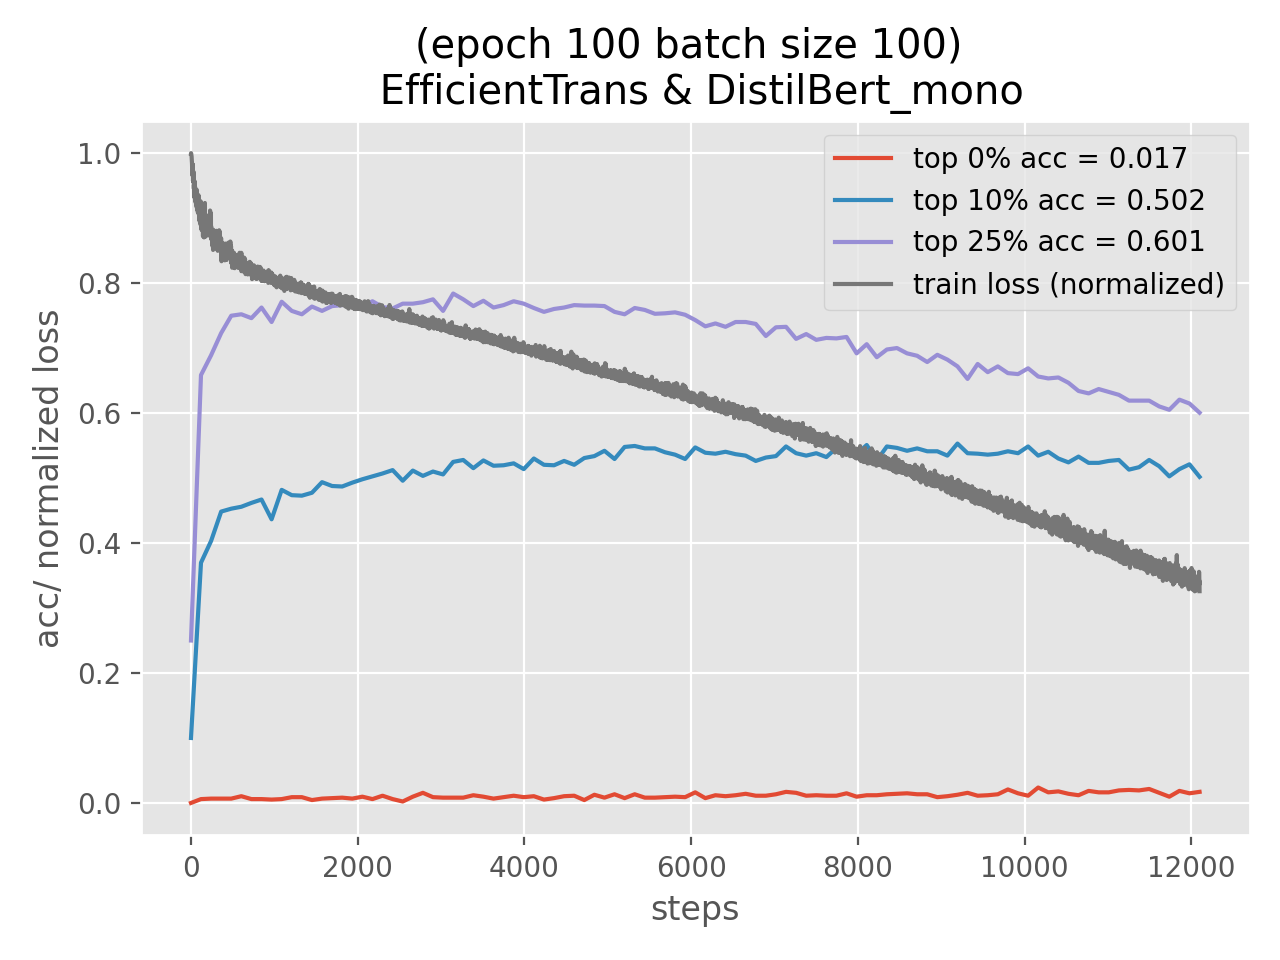 (epoch 100 batch size 100)
EfficientTrans & DistilBert_mono
top 0% acc = 0.017
top 10% acc = 0.502
top 25% acc = 0.601
train loss (normalized)
acc/ normalized loss
1.0
0.8
0.6
0.4
0.2
0.0
0 2000 4000 6000 8000 10000 12000
steps